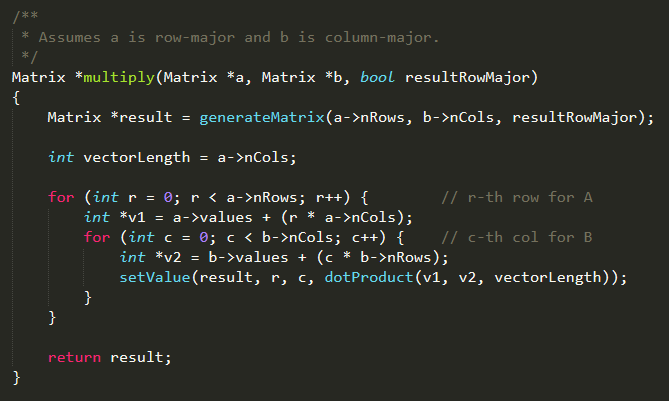 /**
 * Assumes a is row-major and b is column-major.
 */
Matrix *multiply(Matrix *a, Matrix *b, bool resultRowMajor)
{
    Matrix *result = generateMatrix(a->nRows, b->nCols, resultRowMajor);

    int vectorLength = a->nCols;

    for (int r = 0; r < a->nRows; r++) {        // r-th row for A
        int *v1 = a->values + (r * a->nCols);
        for (int c = 0; c < b->nCols; c++) {    // c-th col for B
            int *v2 = b->values + (c * b->nRows);
            setValue(result, r, c, dotProduct(v1, v2, vectorLength));
        }
    }

    return result;
}